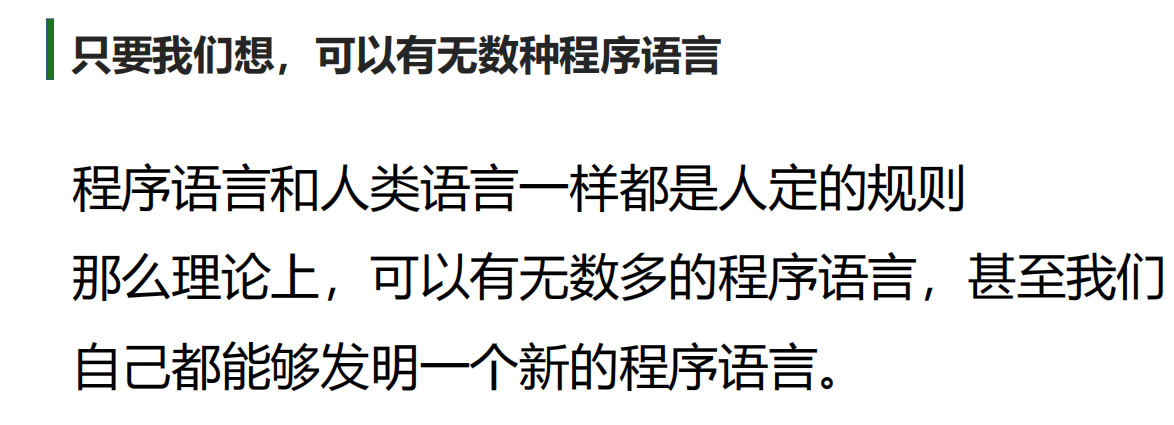 只要我们想，可以有无数种程序语言
程序语言和人类语言一样都是人定的规则
那么理论上，可以有无数多的程序语言，甚至我们
自己都能够发明一个新的程序语言。